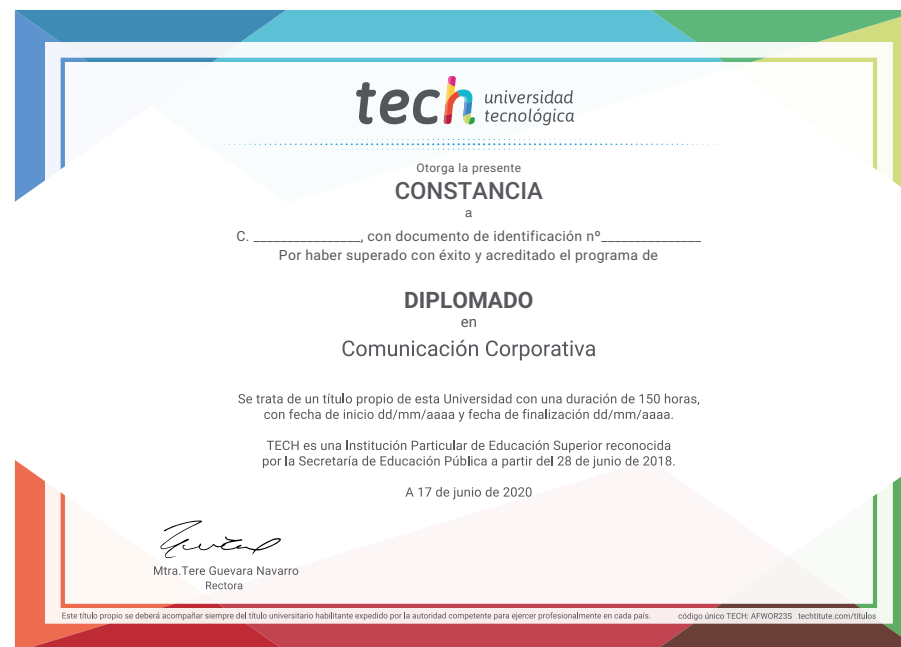 tech universidad
tecnológica
Otorga la presente
CONSTANCIA
a
C. ________________, con documento de identificación nº_______________
Por haber superado con éxito y acreditado el programa de
DIPLOMADO
en
Comunicación Corporativa
Se trata de un título propio de esta Universidad con una duración de 150 horas,
con fecha de inicio dd/mm/aaaa y fecha de finalización dd/mm/aaaa.
TECH es una Institución Particular de Educación Superior reconocida
por la Secretaría de Educación Pública a partir del 28 de junio de 2018.
A 17 de junio de 2020
Mtra.Tere Guevara Navarro
Rectora
Este título propio se deberá acompañar siempre del título universitario habilitante expedido por la autoridad competente para ejercer profesionalmente en cada país. código único TECH: AFWOR23S techtitute.com/titulos